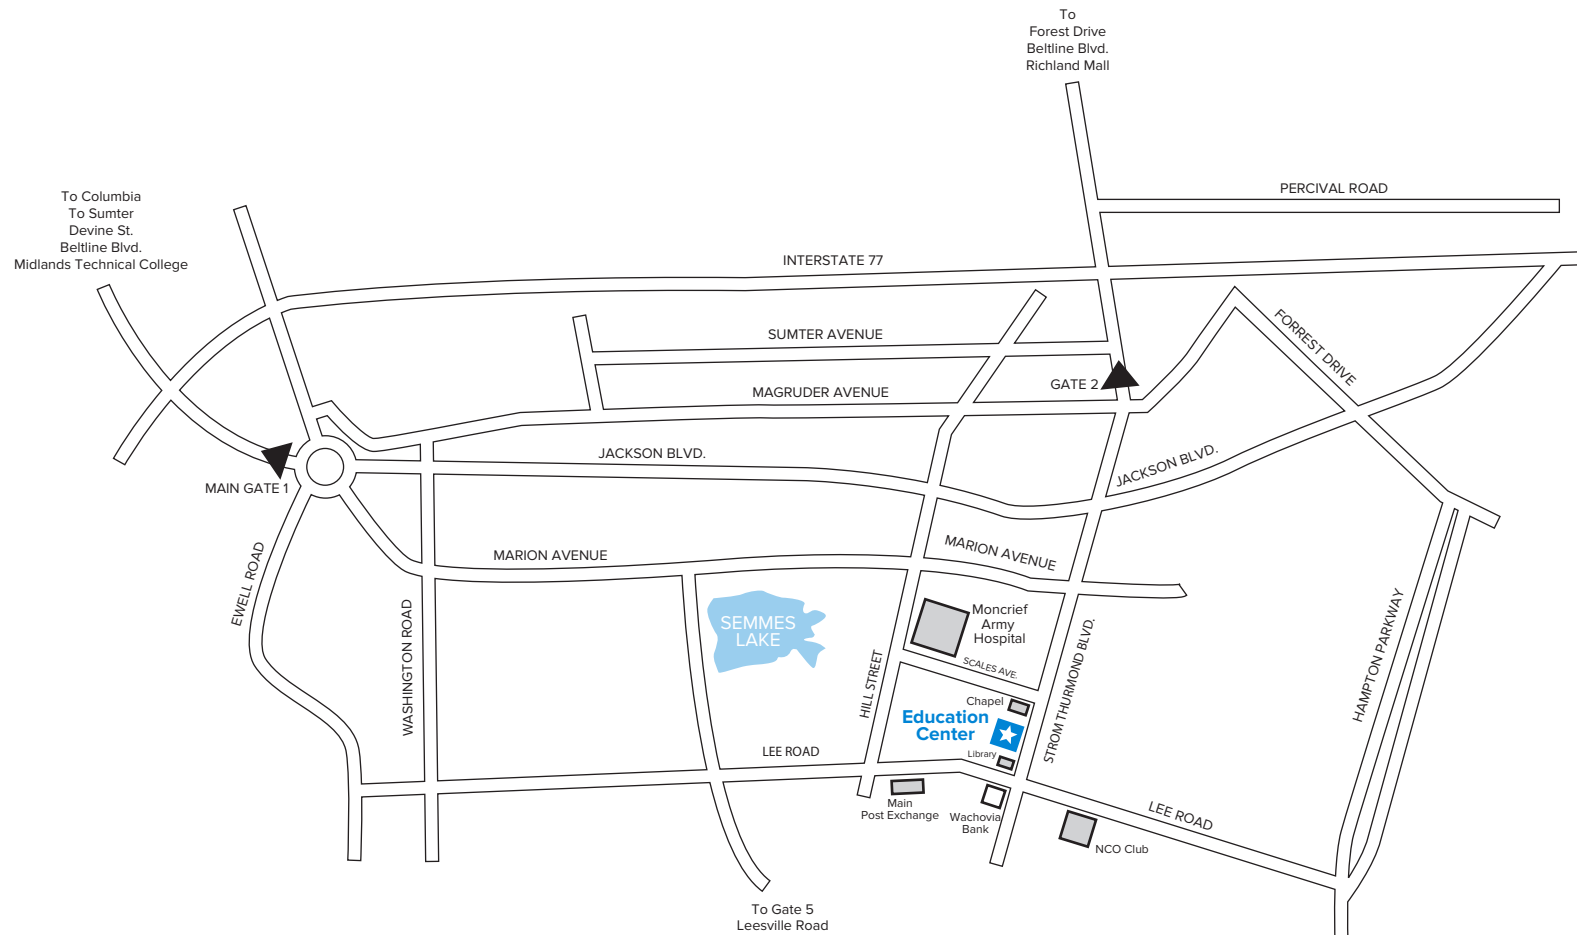 To
Forest Drive
Beltline Blvd.
Richland Mall
PERCIVAL ROAD
To Columbia
To Sumter
Devine St.
Beltline Blvd.
Midlands Technical College
INTERSTATE 77
FORREST DRIVE
SUMTER AVENUE
GATE 2
MAGRUDER AVENUE
JACKSON BLVD.
JACKSON BLVD.
MAIN GATE 1
MARION AVENUE
MARION AVENUE
EWELL ROAD
WASHINGTON ROAD
SEMMES
LAKE
Moncrief
Army
Hospital
SCALES AVE.
HILL STREET
STROM THURMOND BLVD.
HAMPTON PARKWAY
Chapel
Education
Center
Library
LEE ROAD
Main
Post Exchange
Wachovia
Bank
LEE ROAD
NCO Club
To Gate 5
Leesville Road